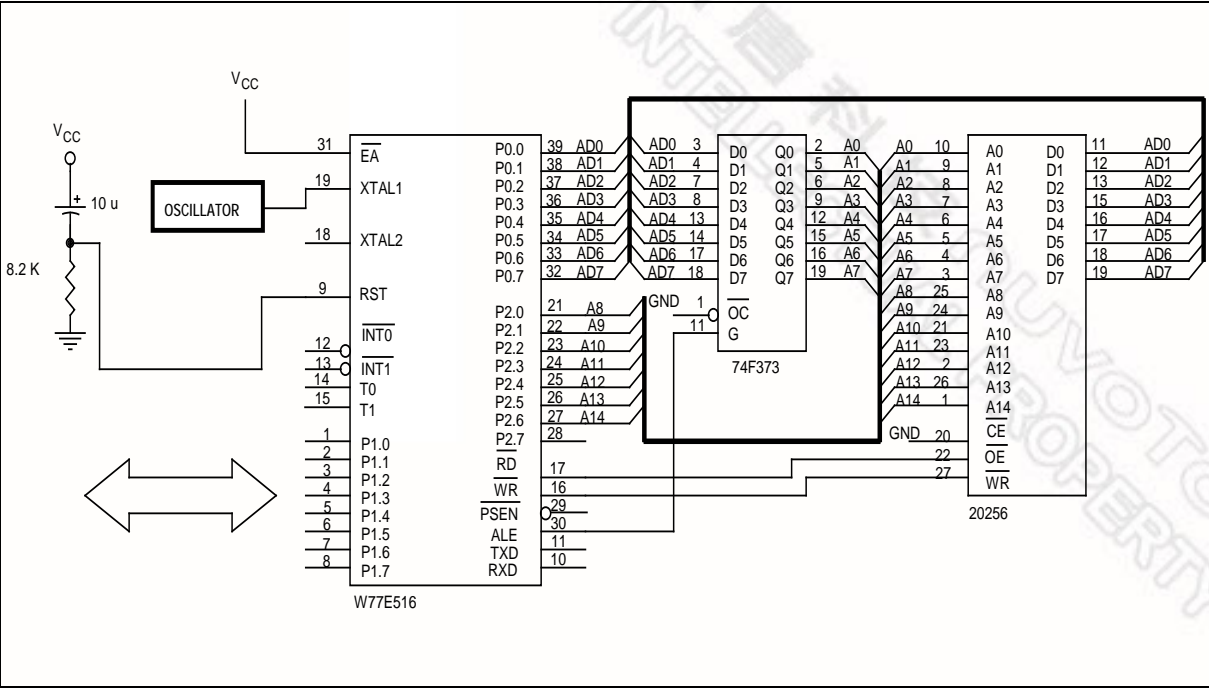 VCC
VCC
+ 10 u
8.2 K
OSCILLATOR
31 EA
19 XTAL1
18 XTAL2
9 RST
12 INT0
13 INT1
14 T0
15 T1
1 P1.0
2 P1.1
3 P1.2
4 P1.3
5 P1.4
6 P1.5
7 P1.6
8 P1.7
P0.0 39 AD0
P0.1 38 AD1
P0.2 37 AD2
P0.3 36 AD3
P0.4 35 AD4
P0.5 34 AD5
P0.6 33 AD6
P0.7 32 AD7
P2.0 21 A8
P2.1 22 A9
P2.2 23 A10
P2.3 24 A11
P2.4 25 A12
P2.5 26 A13
P2.6 27 A14
P2.7 28
RD 17
WR 16
PSEN 29
ALE 30
TXD 11
RXD 10
W77E516
AD0 3 D0 Q0 2 A0
AD1 4 D1 Q1 5 A1
AD2 7 D2 Q2 6 A2
AD3 8 D3 Q3 9 A3
AD4 13 D4 Q4 12 A4
AD5 14 D5 Q5 15 A5
AD6 17 D6 Q6 16 A6
AD7 18 D7 Q7 19 A7
GND 1 OC
11 G
74F373
A0 10 A0 D0 11 AD0
A1 9 A1 D1 12 AD1
A2 8 A2 D2 13 AD2
A3 7 A3 D3 15 AD3
A4 6 A4 D4 16 AD4
A5 5 A5 D5 17 AD5
A6 4 A6 D6 18 AD6
A7 3 A7 D7 19 AD7
A8 25 A8
A9 24 A9
A10 21 A10
A11 23 A11
A12 2 A12
A13 26 A13
A14 1 A14
GND 20 CE
22 OE
27 WR
20256
NUVOTO
INTELLECTUAL PROPERTY